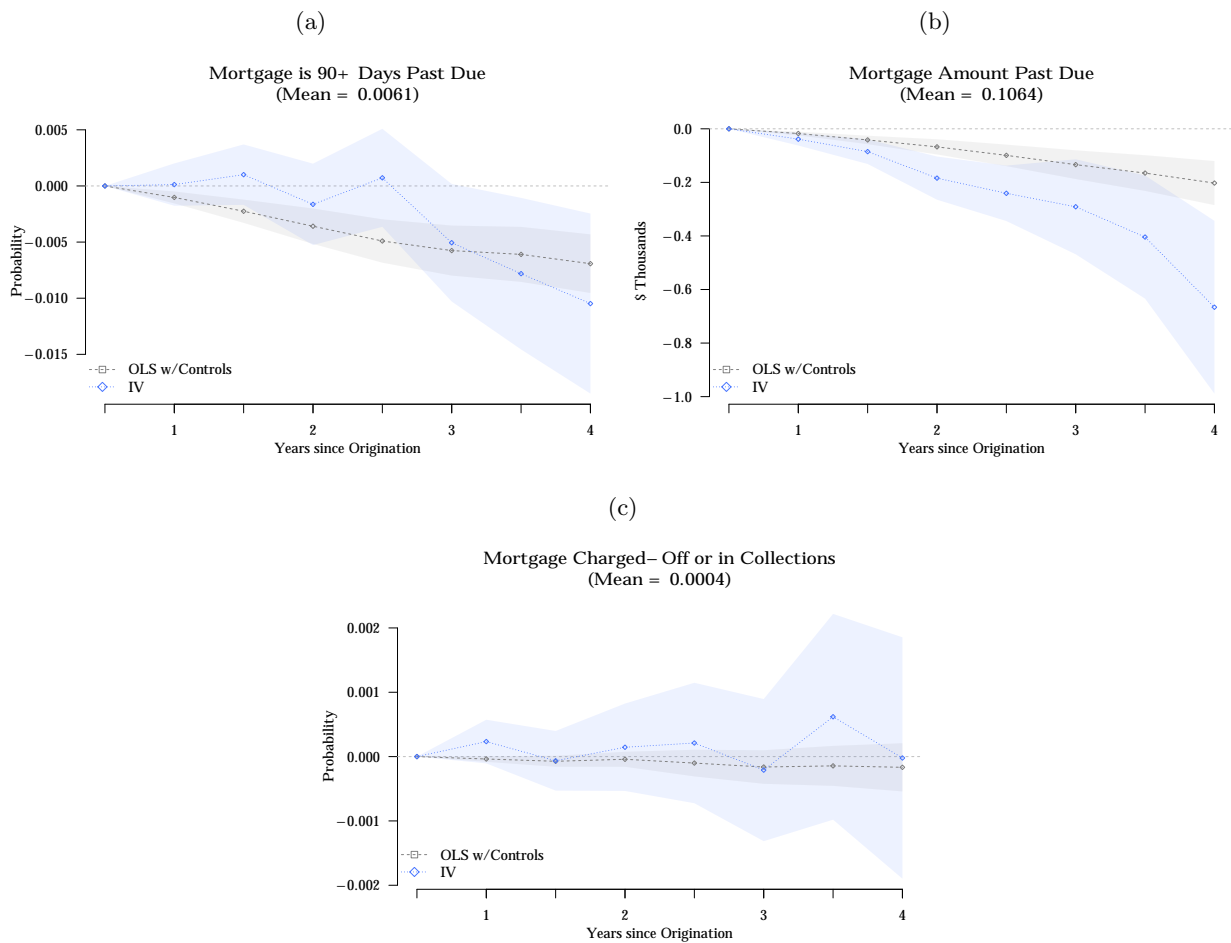 (a)
Mortgage is 90+ Days Past Due
(Mean = 0.0061)
0.005
0.000
−0.005
−0.010
−0.015
Probability
OLS w/Controls
IV
1 2 3 4
Years since Origination
(b)
Mortgage Amount Past Due
(Mean = 0.1064)
0.0
−0.2
−0.4
−0.6
−0.8
−1.0
$ Thousands
OLS w/Controls
IV
1 2 3 4
Years since Origination
(c)
Mortgage Charged−Off or in Collections
(Mean = 0.0004)
0.002
0.001
0.000
−0.001
−0.002
Probability
OLS w/Controls
IV
1 2 3 4
Years since Origination